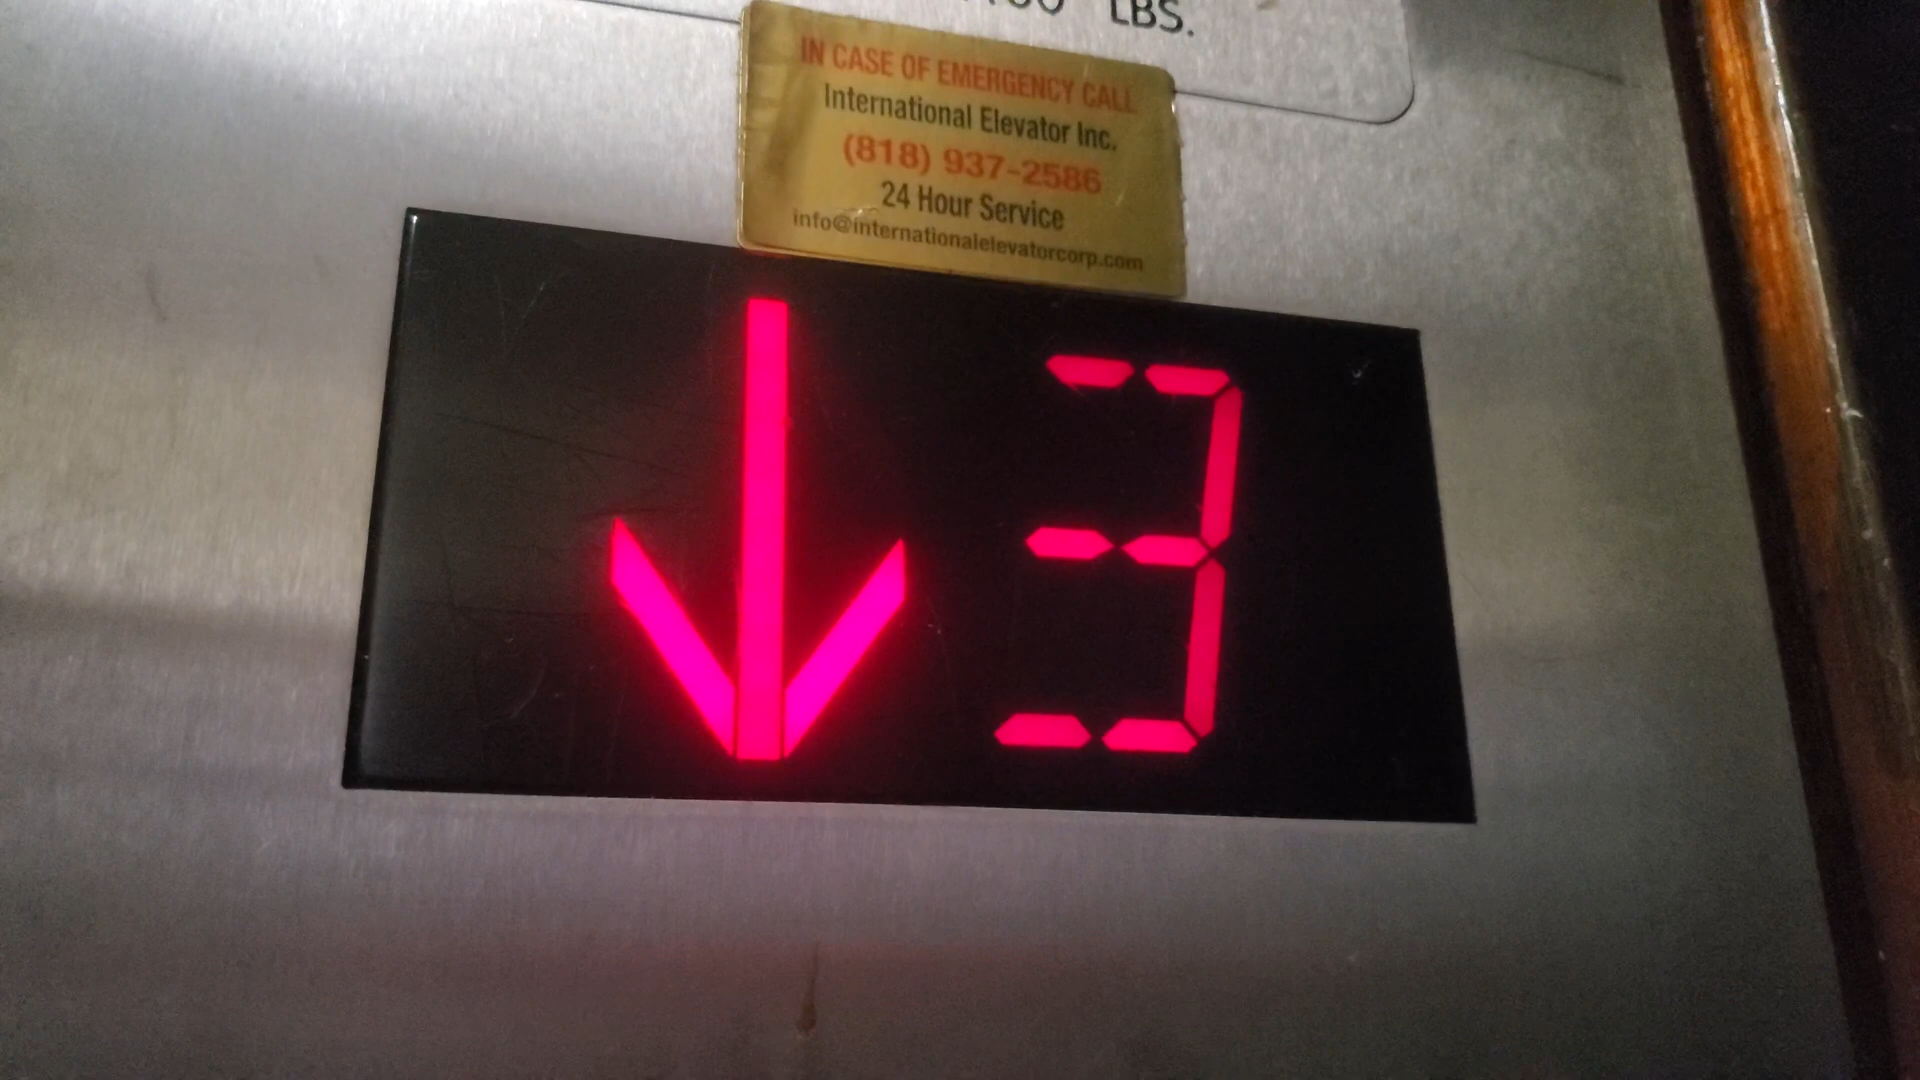 LBS.
IN CASE OF EMERGENCY CALL
International Elevator Inc.
(818) 937-2586
24 Hour Service
info@internationalelevatorcorp.com
↓ 3